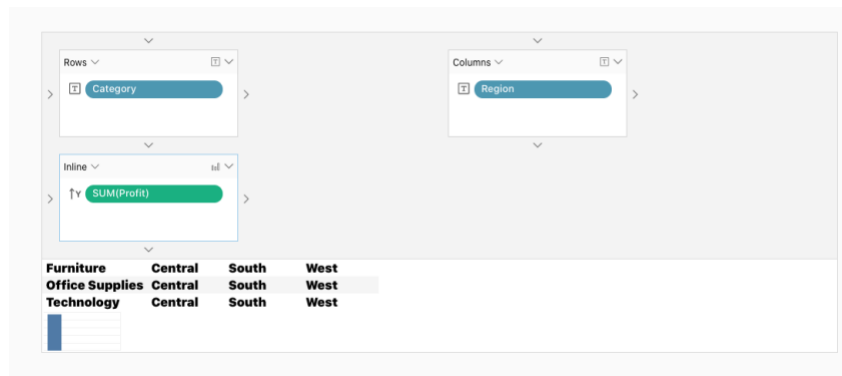 Rows Columns
T Category T Region
Inline
Y SUM(Profit)
Furniture Central South West
Office Supplies Central South West
Technology Central South West